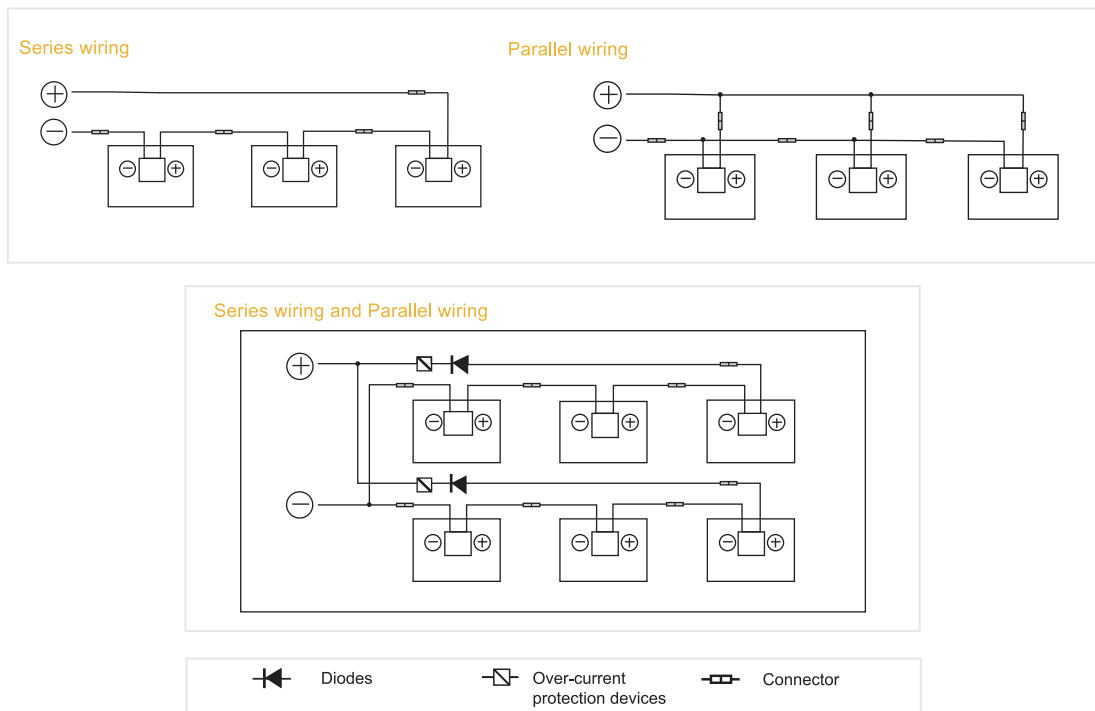 Series wiring
Parallel wiring
Series wiring and Parallel wiring
Diodes
Over-current
protection devices
Connector